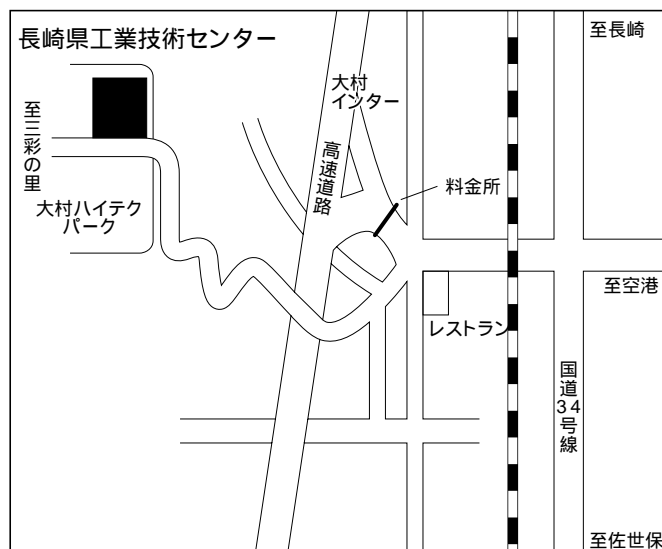 長崎県工業技術センター
至長崎
大村
インター
至三彩の里
高速道路
料金所
大村ハイテク
パーク
至空港
レストラン
国道34号線
至佐世保